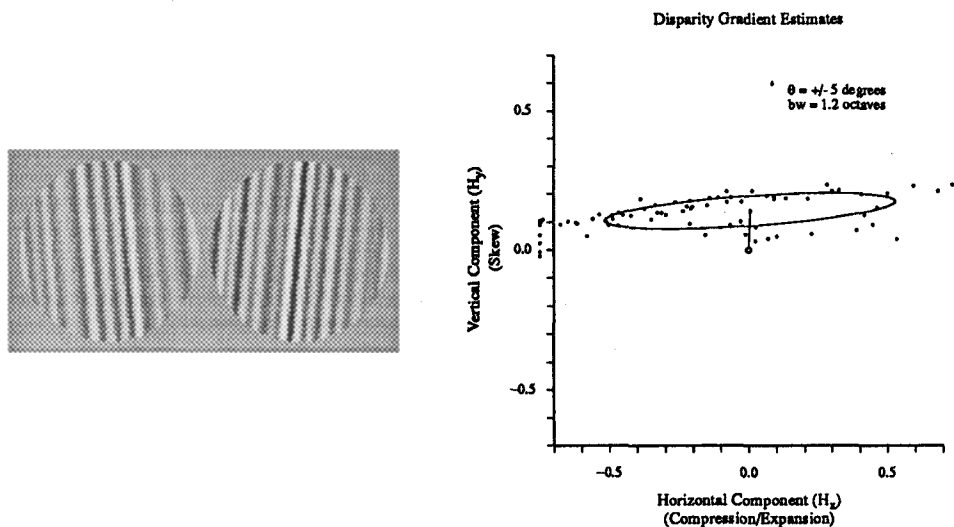 Disparity Gradient Estimates
θ = +/- 5 degrees
bw = 1.2 octaves
0.5
0.0
−0.5
Vertical Component (Hy)
(Skew)
−0.5
0.0
0.5
Horizontal Component (Hx)
(Compression/Expansion)